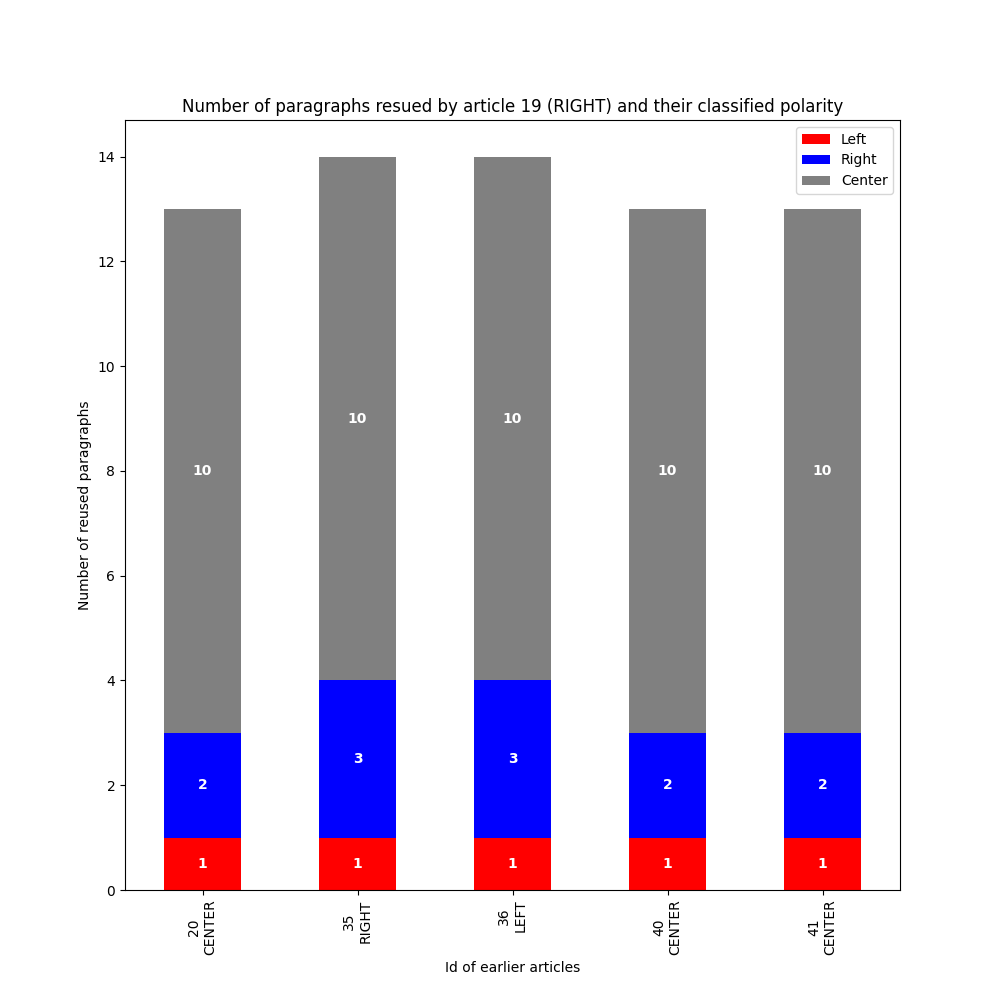 Number of paragraphs resued by article 19 (RIGHT) and their classified polarity
Left
Right
Center
14
12
10
8
6
4
2
0
Number of reused paragraphs
10
10
10
10
10
2
3
3
2
2
1
1
1
1
1
20
CENTER
35
RIGHT
36
LEFT
40
CENTER
41
CENTER
Id of earlier articles